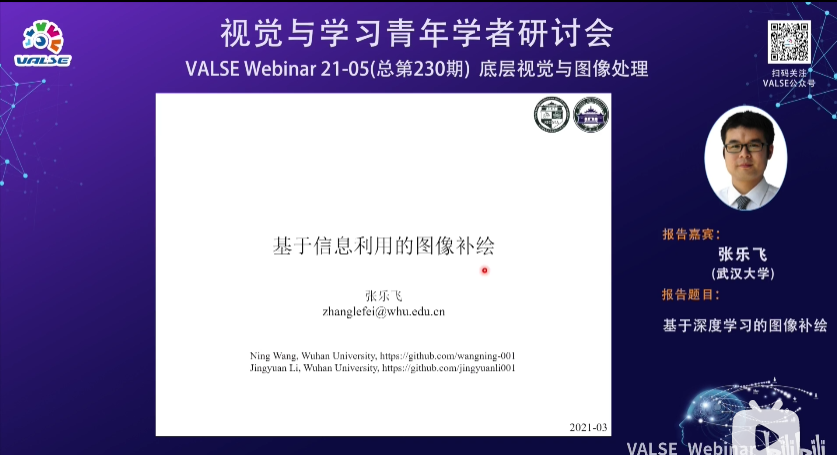 VALSE
视觉与学习青年学者研讨会
VALSE Webinar 21-05(总第230期) 底层视觉与图像处理
扫码关注
VALSE公众号
基于信息利用的图像补绘
张乐飞
zhanglefei@whu.edu.cn
Ning Wang, Wuhan University, https://github.com/wangning-001
Jingyuan Li, Wuhan University, https://github.com/jingyuanli001
2021-03
报告嘉宾:
张乐飞
(武汉大学)
报告题目:
基于深度学习的图像补绘
VALSE Webinar
bilibili